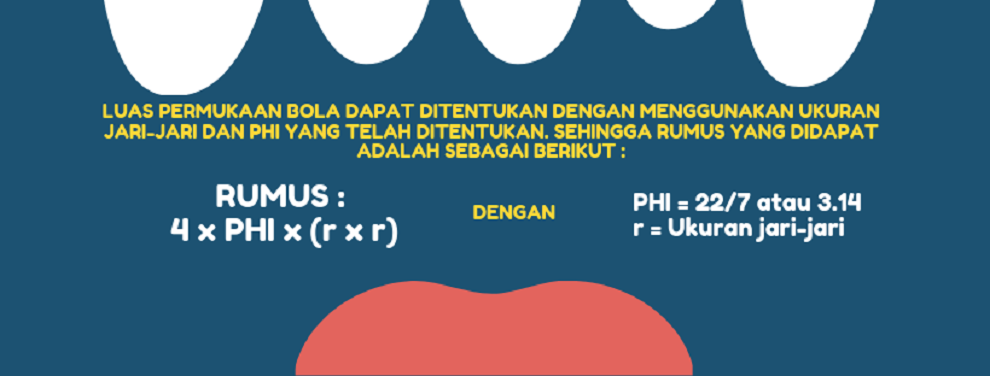 LUAS PERMUKAAN BOLA DAPAT DITENTUKAN DENGAN MENGGUNAKAN UKURAN
JARI-JARI DAN PHI YANG TELAH DITENTUKAN. SEHINGGA RUMUS YANG DIDAPAT
ADALAH SEBAGAI BERIKUT :
RUMUS :
4 x PHI x (r x r)
DENGAN
PHI = 22/7 atau 3.14
r = Ukuran jari-jari